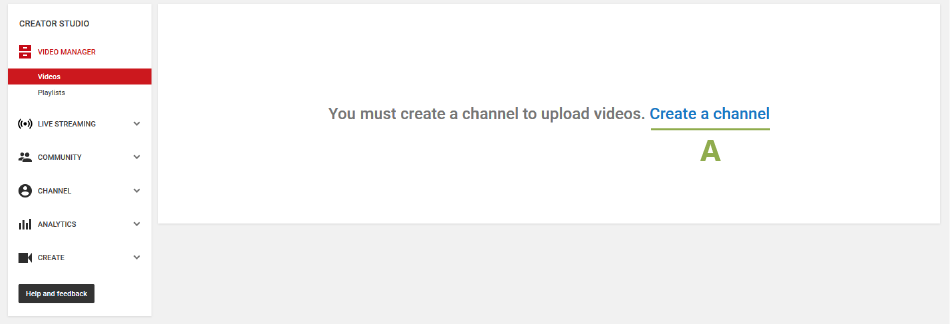 CREATOR STUDIO
VIDEO MANAGER
Videos
Playlists
LIVE STREAMING
COMMUNITY
CHANNEL
ANALYTICS
CREATE
Help and feedback
You must create a channel to upload videos. Create a channel
A